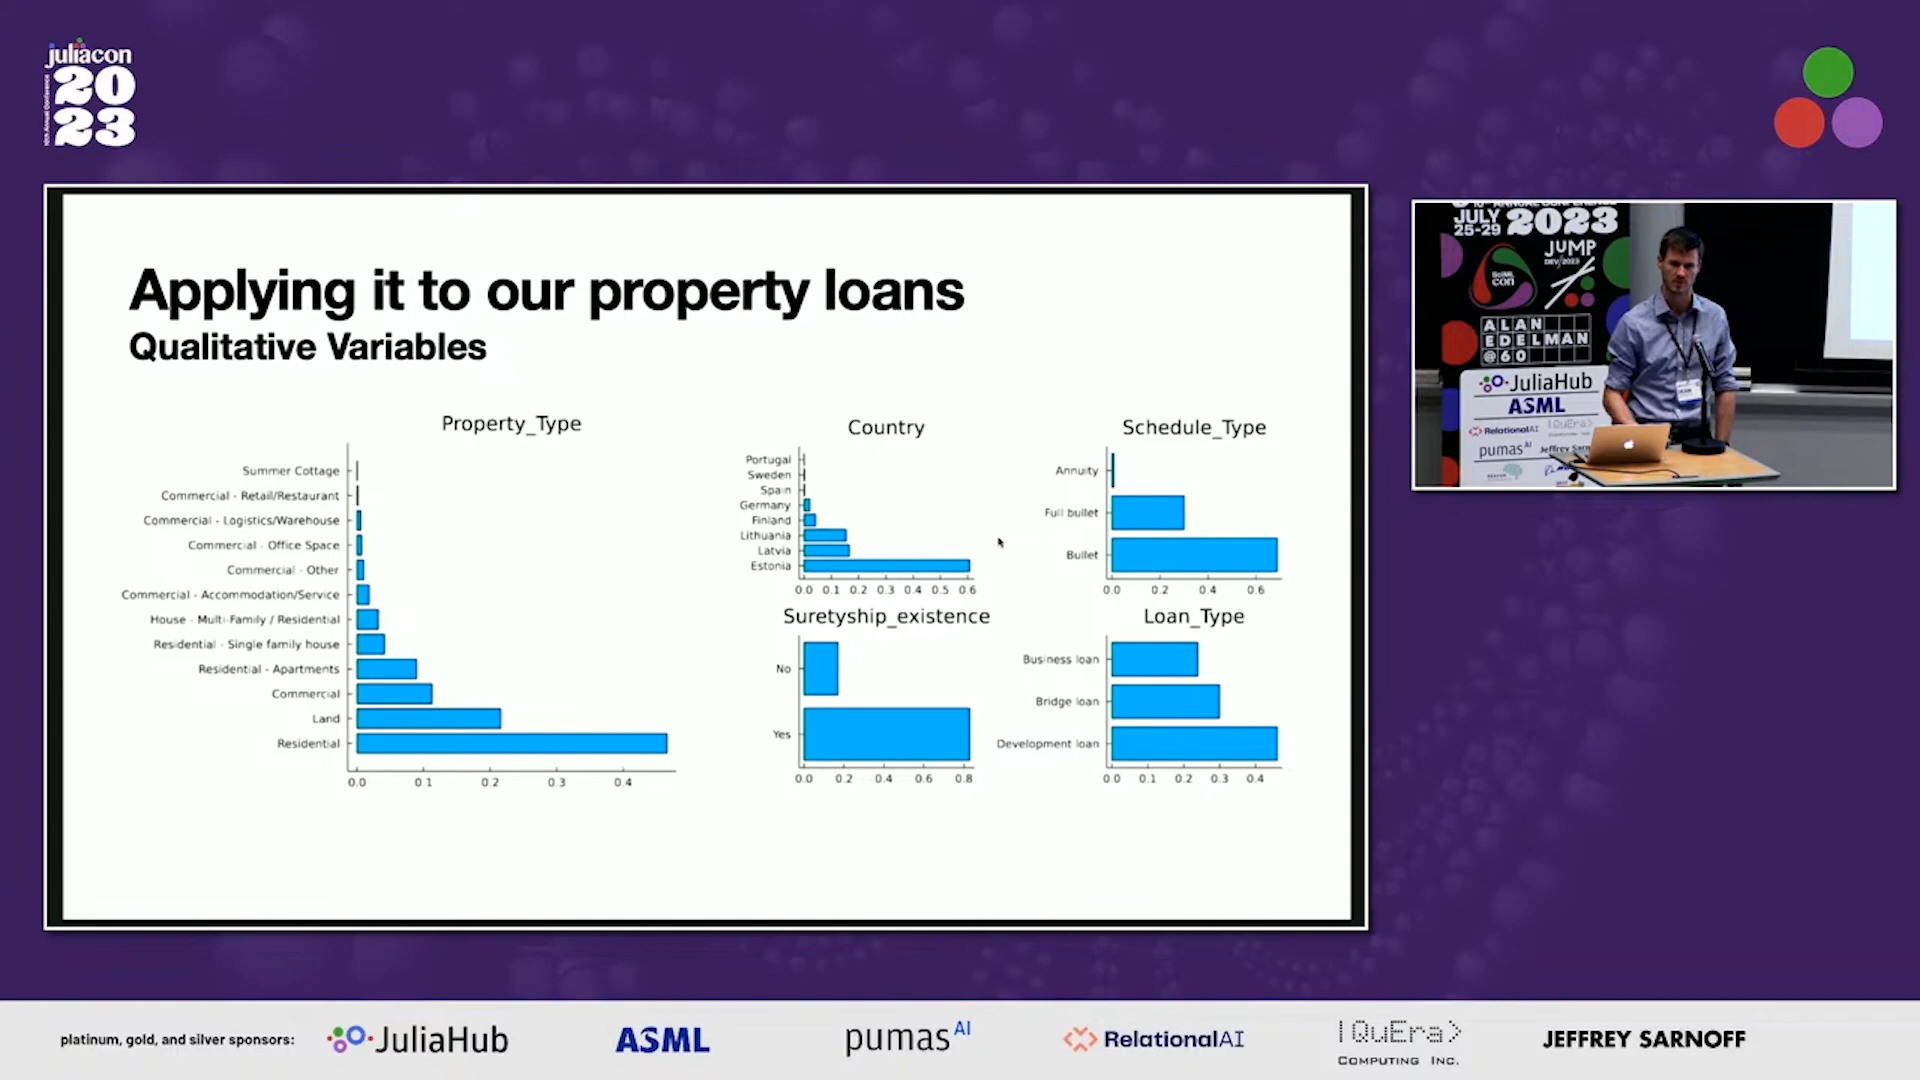 juliacon
20
23
Applying it to our property loans
Qualitative Variables
Property_Type
Summer Cottage
Commercial - Retail/Restaurant
Commercial - Logistics/Warehouse
Commercial - Office Space
Commercial - Other
Commercial - Accommodation/Service
House - Multi-Family / Residential
Residential - Single family house
Residential - Apartments
Commercial
Land
Residential
0.0 0.1 0.2 0.3 0.4
Country
Portugal
Sweden
Spain
Germany
Finland
Lithuania
Latvia
Estonia
0.0 0.1 0.2 0.3 0.4 0.5 0.6
Schedule_Type
Annuity
Full bullet
Bullet
0.0 0.2 0.4 0.6
Suretyship_existence
No
Yes
0.0 0.2 0.4 0.6 0.8
Loan_Type
Business loan
Bridge loan
Development loan
0.0 0.1 0.2 0.3 0.4
JULY
25-29
2023
JuMP
SciML
con
ALAN
EDELMAN
@60
JuliaHub
ASML
RelationalAI
pumas AI
platinum, gold, and silver sponsors:
JuliaHub
ASML
pumas AI
RelationalAI
|QuEra>
COMPUTING INC.
JEFFREY SARNOFF